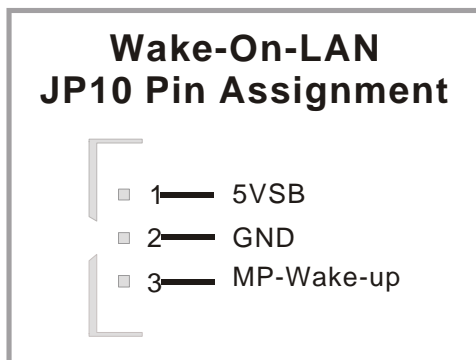 Wake-On-LAN
JP10 Pin Assignment
1 5VSB
2 GND
3 MP-Wake-up